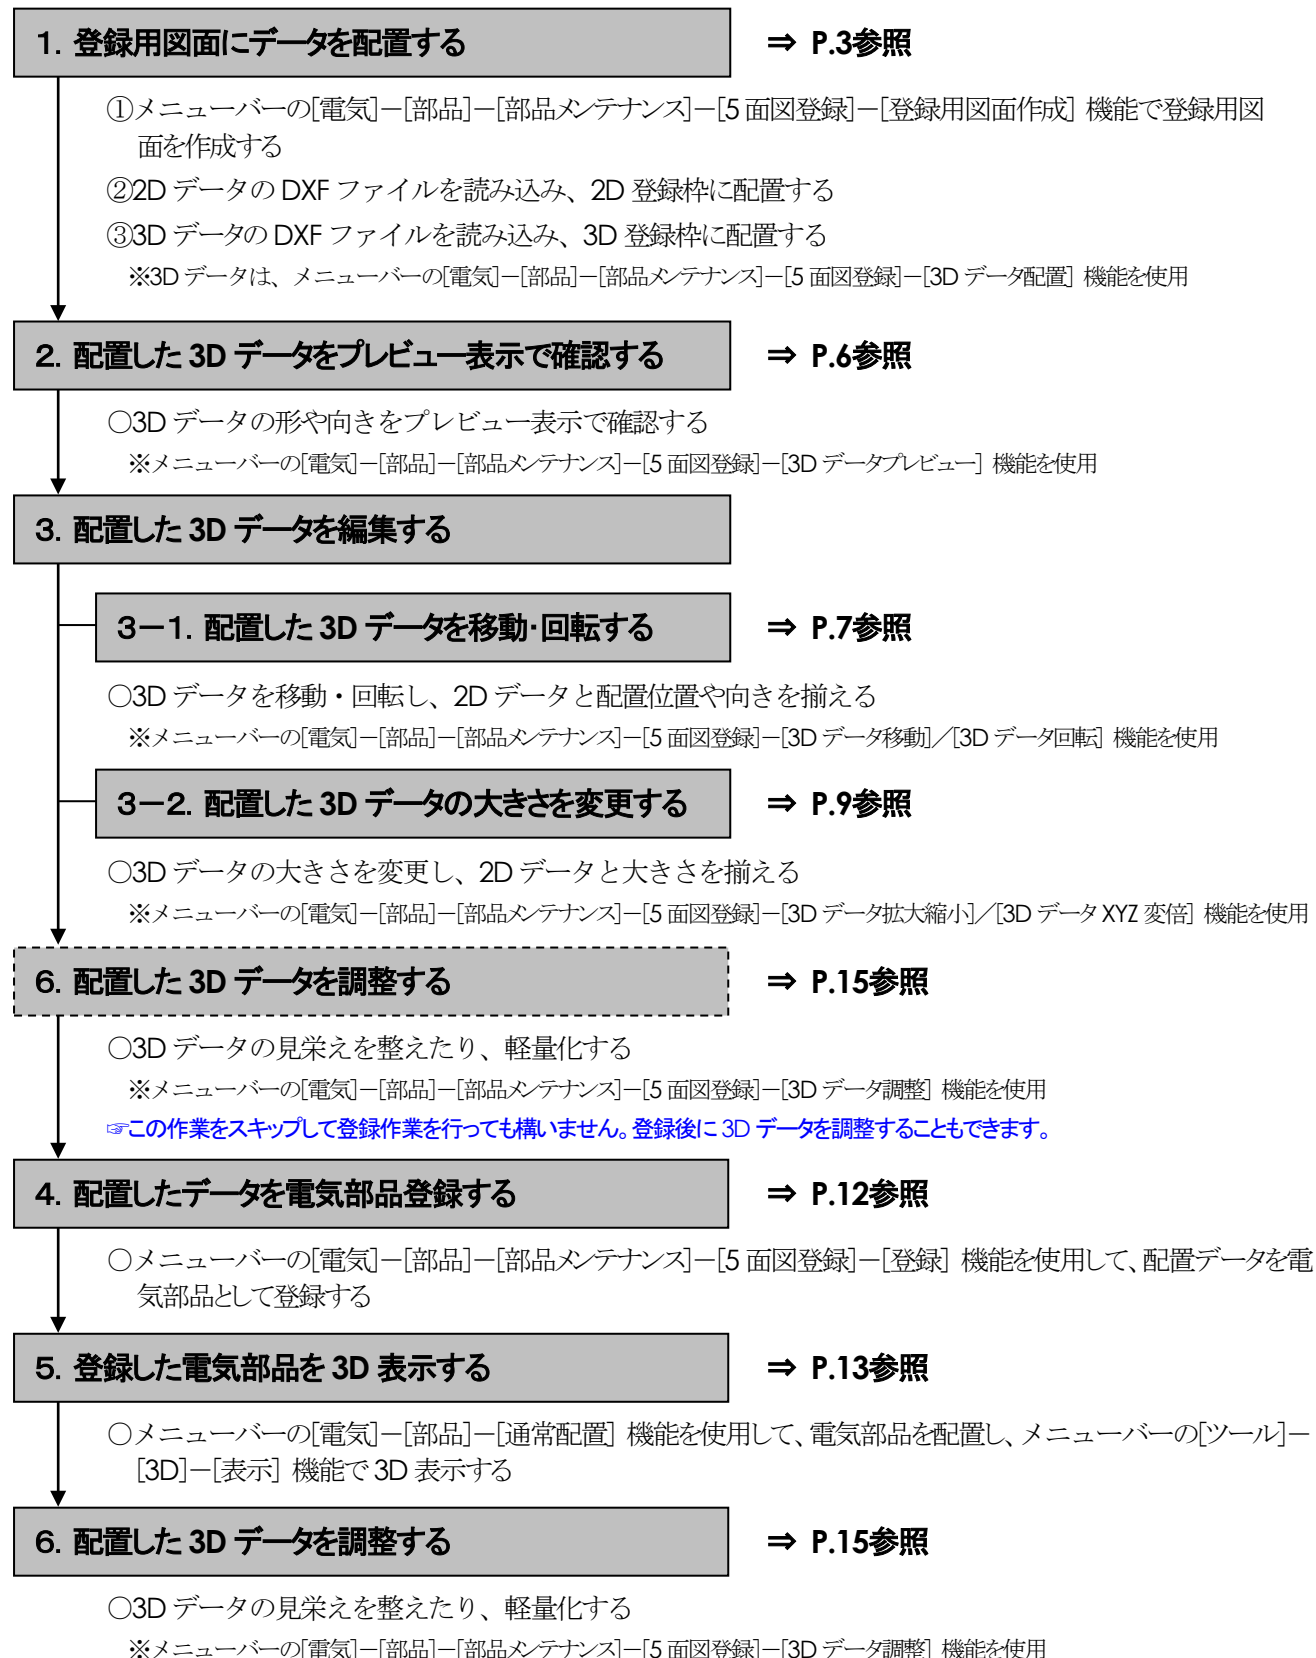 1. 登録用図面にデータを配置する ⇒ P.3参照
①メニューバーの[電気]－[部品]－[部品メンテナンス]－[5 面図登録]－[登録用図面作成] 機能で登録用図
面を作成する
②2D データの DXF ファイルを読み込み、2D 登録枠に配置する
③3D データの DXF ファイルを読み込み、3D 登録枠に配置する
※3D データは、メニューバーの[電気]－[部品]－[部品メンテナンス]－[5 面図登録]－[3D データ配置] 機能を使用
2. 配置した 3D データをプレビュー表示で確認する ⇒ P.6参照
○3D データの形や向きをプレビュー表示で確認する
※メニューバーの[電気]－[部品]－[部品メンテナンス]－[5 面図登録]－[3D データプレビュー] 機能を使用
3. 配置した 3D データを編集する
3－1. 配置した 3D データを移動・回転する ⇒ P.7参照
○3D データを移動・回転し、2D データと配置位置や向きを揃える
※メニューバーの[電気]－[部品]－[部品メンテナンス]－[5 面図登録]－[3D データ移動]／[3D データ回転] 機能を使用
3－2. 配置した 3D データの大きさを変更する ⇒ P.9参照
○3D データの大きさを変更し、2D データと大きさを揃える
※メニューバーの[電気]－[部品]－[部品メンテナンス]－[5 面図登録]－[3D データ拡大縮小]／[3D データ XYZ 変倍] 機能を使用
6. 配置した 3D データを調整する ⇒ P.15参照
○3D データの見栄えを整えたり、軽量化する
※メニューバーの[電気]－[部品]－[部品メンテナンス]－[5 面図登録]－[3D データ調整] 機能を使用
☞この作業をスキップして登録作業を行っても構いません。登録後に 3D データを調整することもできます。
4. 配置したデータを電気部品登録する ⇒ P.12参照
○メニューバーの[電気]－[部品]－[部品メンテナンス]－[5 面図登録]－[登録] 機能を使用して、配置データを電
気部品として登録する
5. 登録した電気部品を 3D 表示する ⇒ P.13参照
○メニューバーの[電気]－[部品]－[通常配置] 機能を使用して、電気部品を配置し、メニューバーの[ツール]－
[3D]－[表示] 機能で 3D 表示する
6. 配置した 3D データを調整する ⇒ P.15参照
○3D データの見栄えを整えたり、軽量化する
※メニューバーの[電気]－[部品]－[部品メンテナンス]－[5 面図登録]－[3D データ調整] 機能を使用